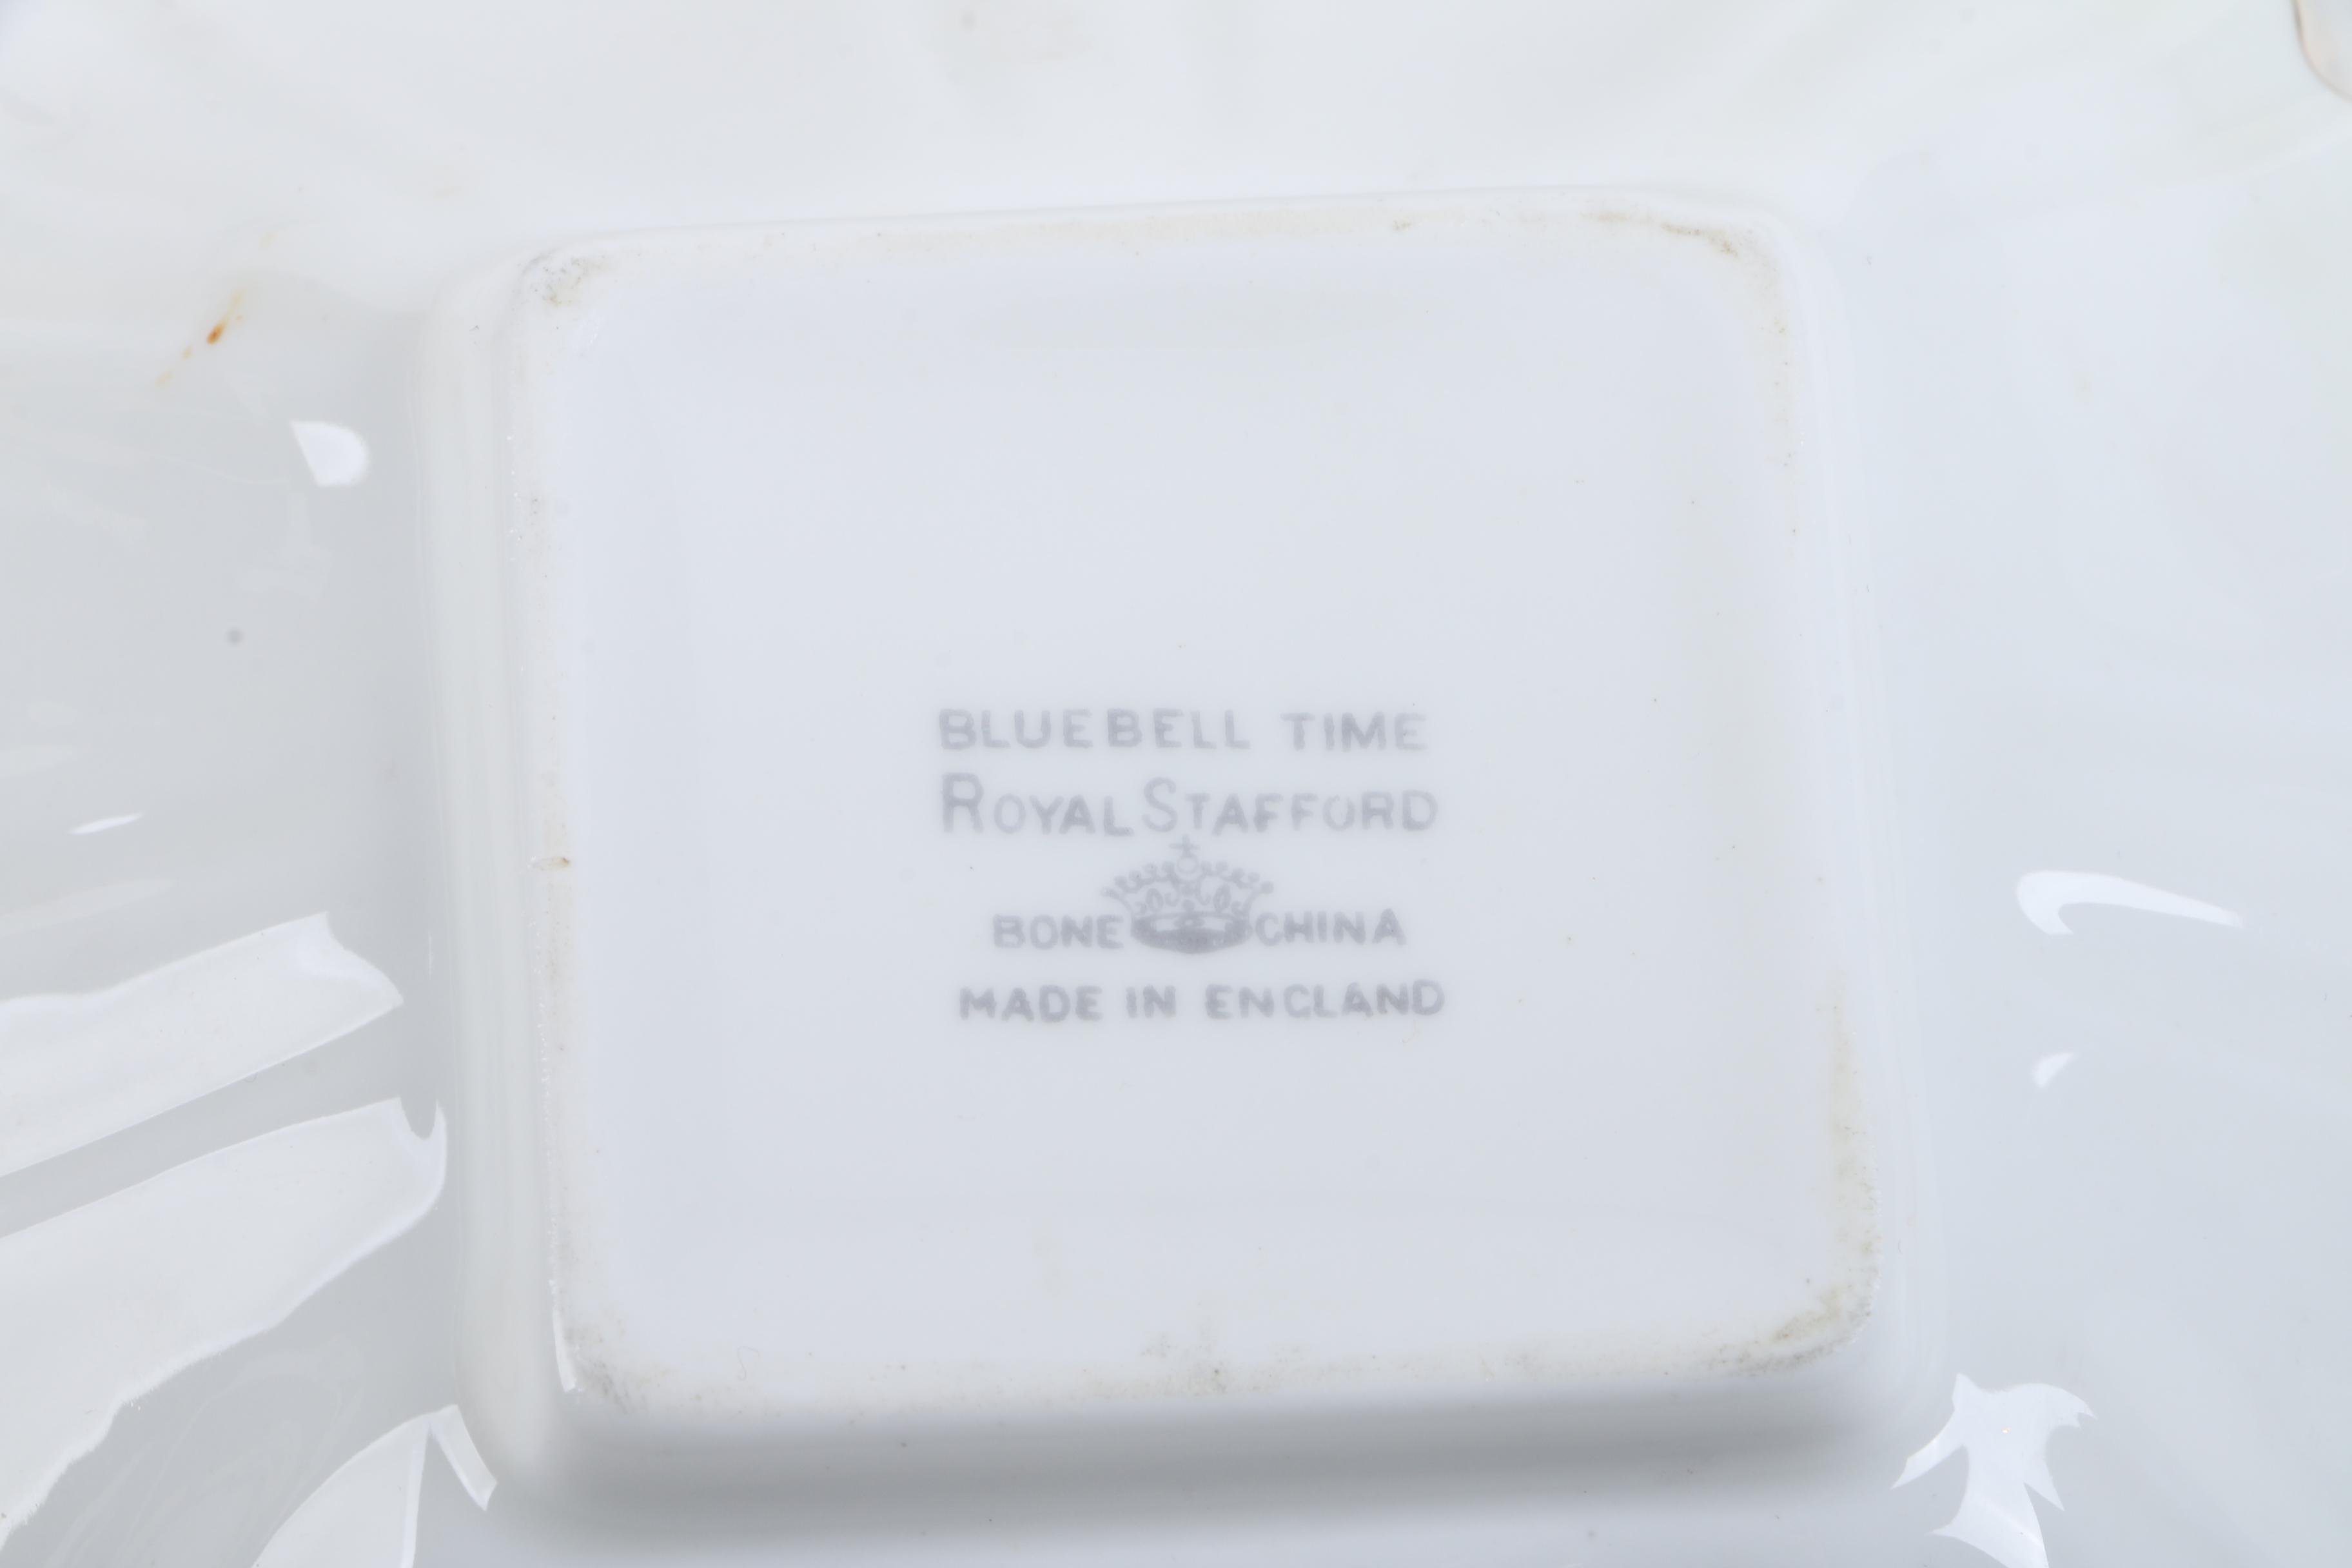 BLUEBELL TIME
ROYAL STAFFORD
BONE CHINA
MADE IN ENGLAND